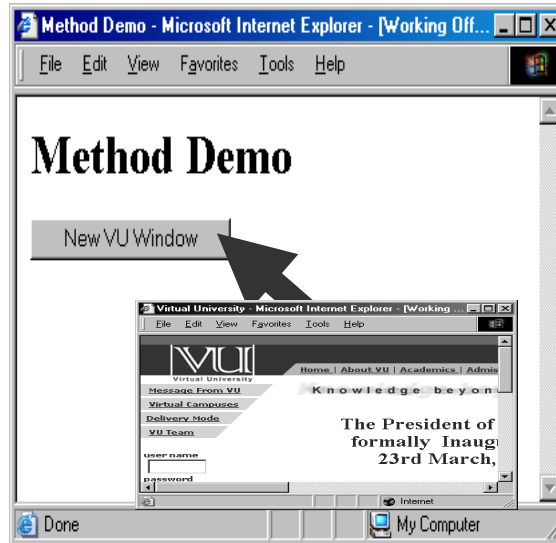 Method Demo - Microsoft Internet Explorer - [Working Off...
File Edit View Favorites Tools Help
Method Demo
New VU Window
Virtual University - Microsoft Internet Explorer - [Working ...
File Edit View Favorites Tools Help
VU
Virtual University
Home | About VU | Academics | Admis
Message From VU
Knowledge beyon
Virtual Campuses
Delivery Mode
The President of
VU Team
formally Inaugu
23rd March,
user name
password
Internet
Done
My Computer